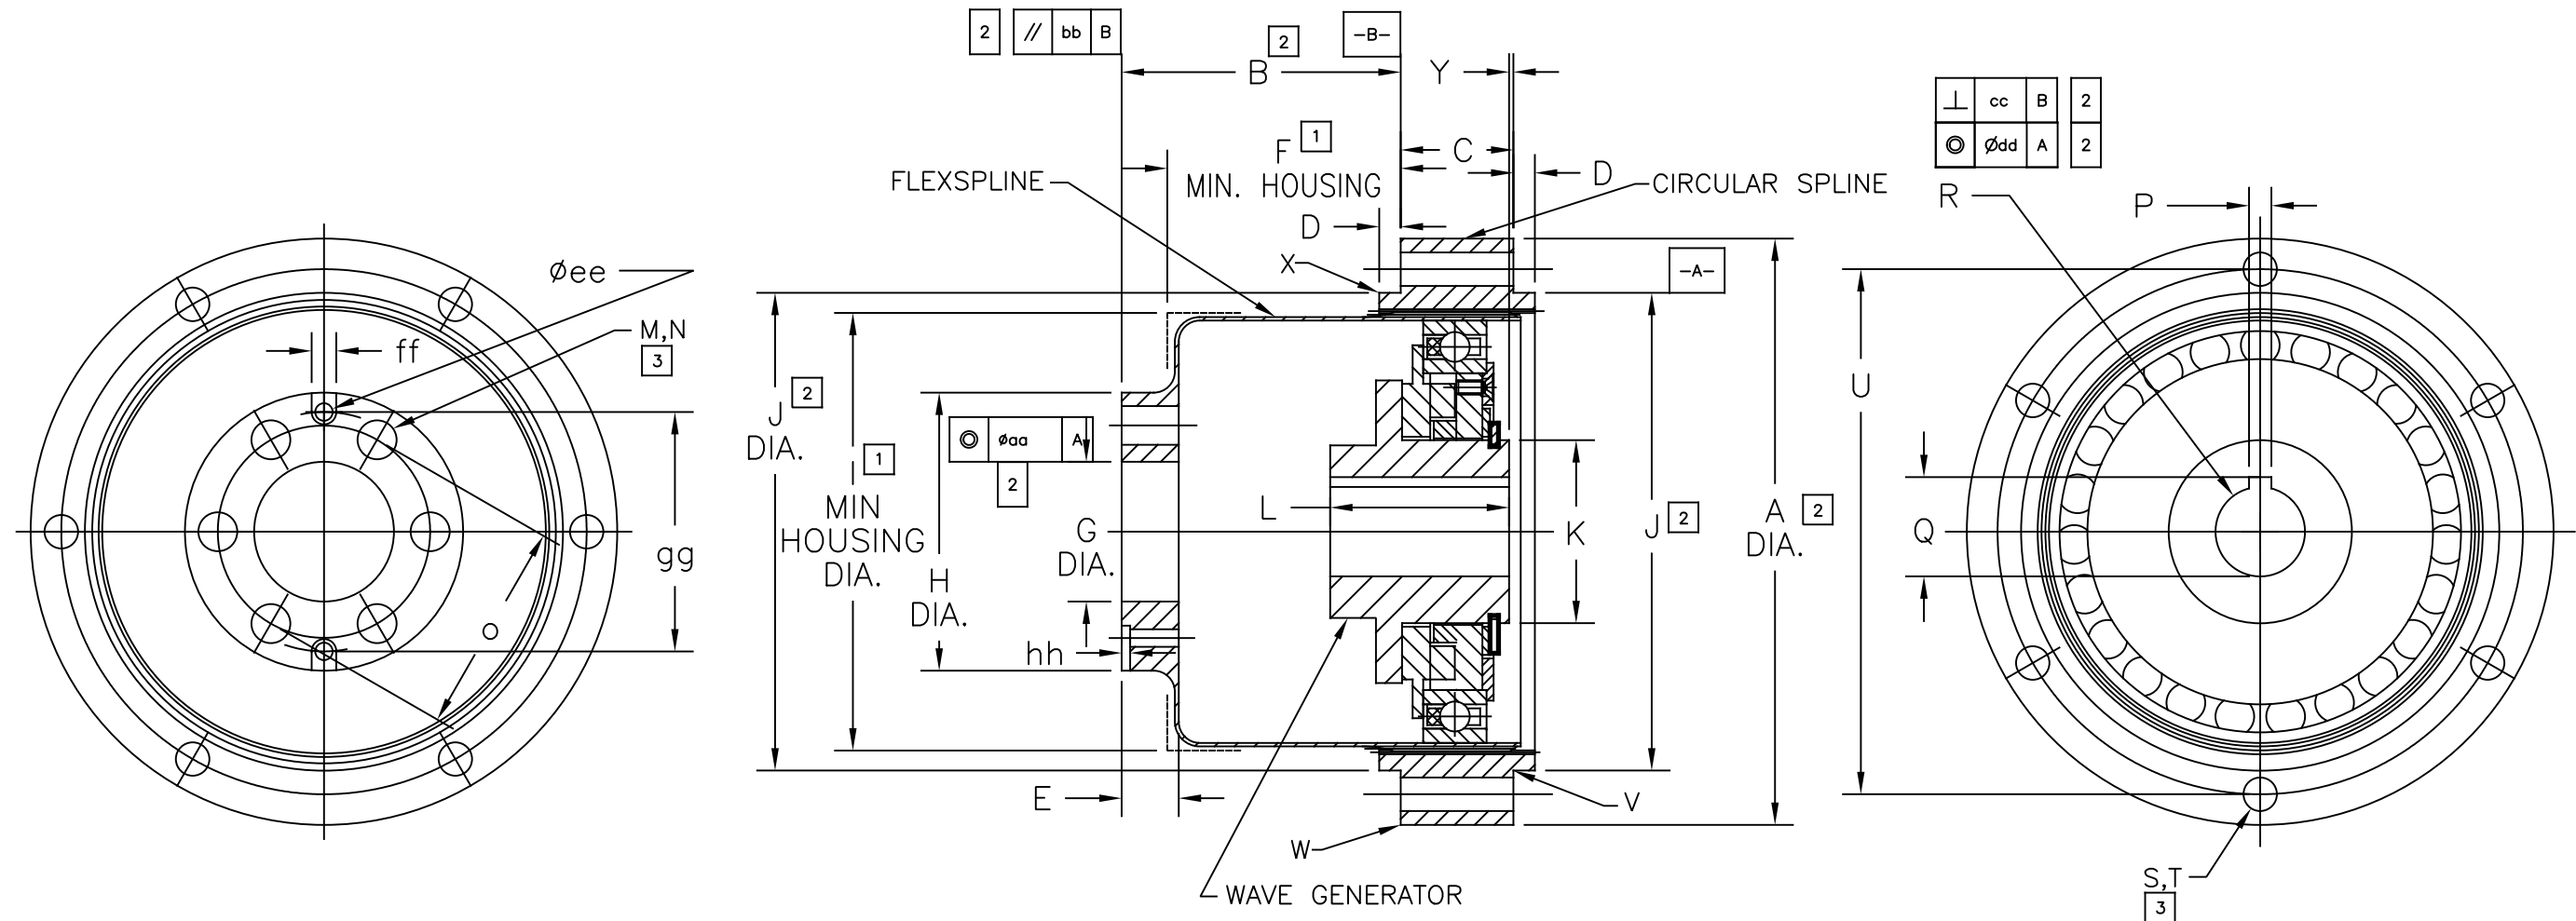 2 // bb B
2
-B-
B
Y
⊥ cc B 2
◎ Ødd A 2
F 1
MIN. HOUSING
C
D
D
FLEXSPLINE
CIRCULAR SPLINE
R
P
Øee
X
-A-
M,N
3
ff
J 2
DIA.
◎ Øaa A
2
1
MIN
HOUSING
DIA.
H
DIA.
G
DIA.
L
K
J 2
A 2
DIA.
U
Q
gg
O
hh
E
V
W
WAVE GENERATOR
S,T
3